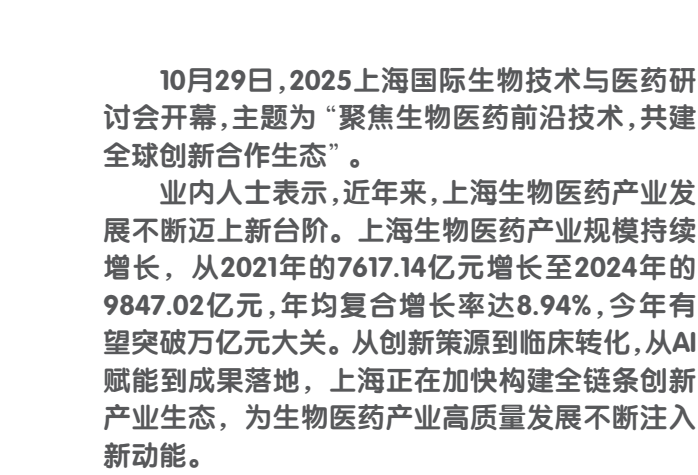 10月29日,2025上海国际生物技术与医药研
讨会开幕,主题为“聚焦生物医药前沿技术,共建
全球创新合作生态”。
业内人士表示,近年来,上海生物医药产业发
展不断迈上新台阶。上海生物医药产业规模持续
增长，从2021年的7617.14亿元增长至2024年的
9847.02亿元,年均复合增长率达8.94%,今年有
望突破万亿元大关。从创新策源到临床转化,从AI
赋能到成果落地，上海正在加快构建全链条创新
产业生态，为生物医药产业高质量发展不断注入
新动能。